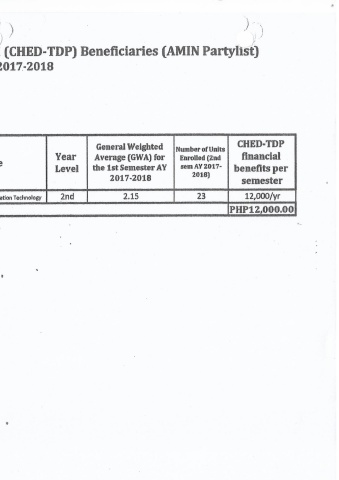 (CHED-TDP) Beneficiaries (AMIN Partylist)
2017-2018
e
Year Level
General Weighted Average (GWA) for the 1st Semester AY 2017-2018
Number of Units Enrolled (2nd sem AY 2017-2018)
CHED-TDP financial benefits per semester
ation Technology
2nd
2.15
23
12,000/yr
PHP12,000.00